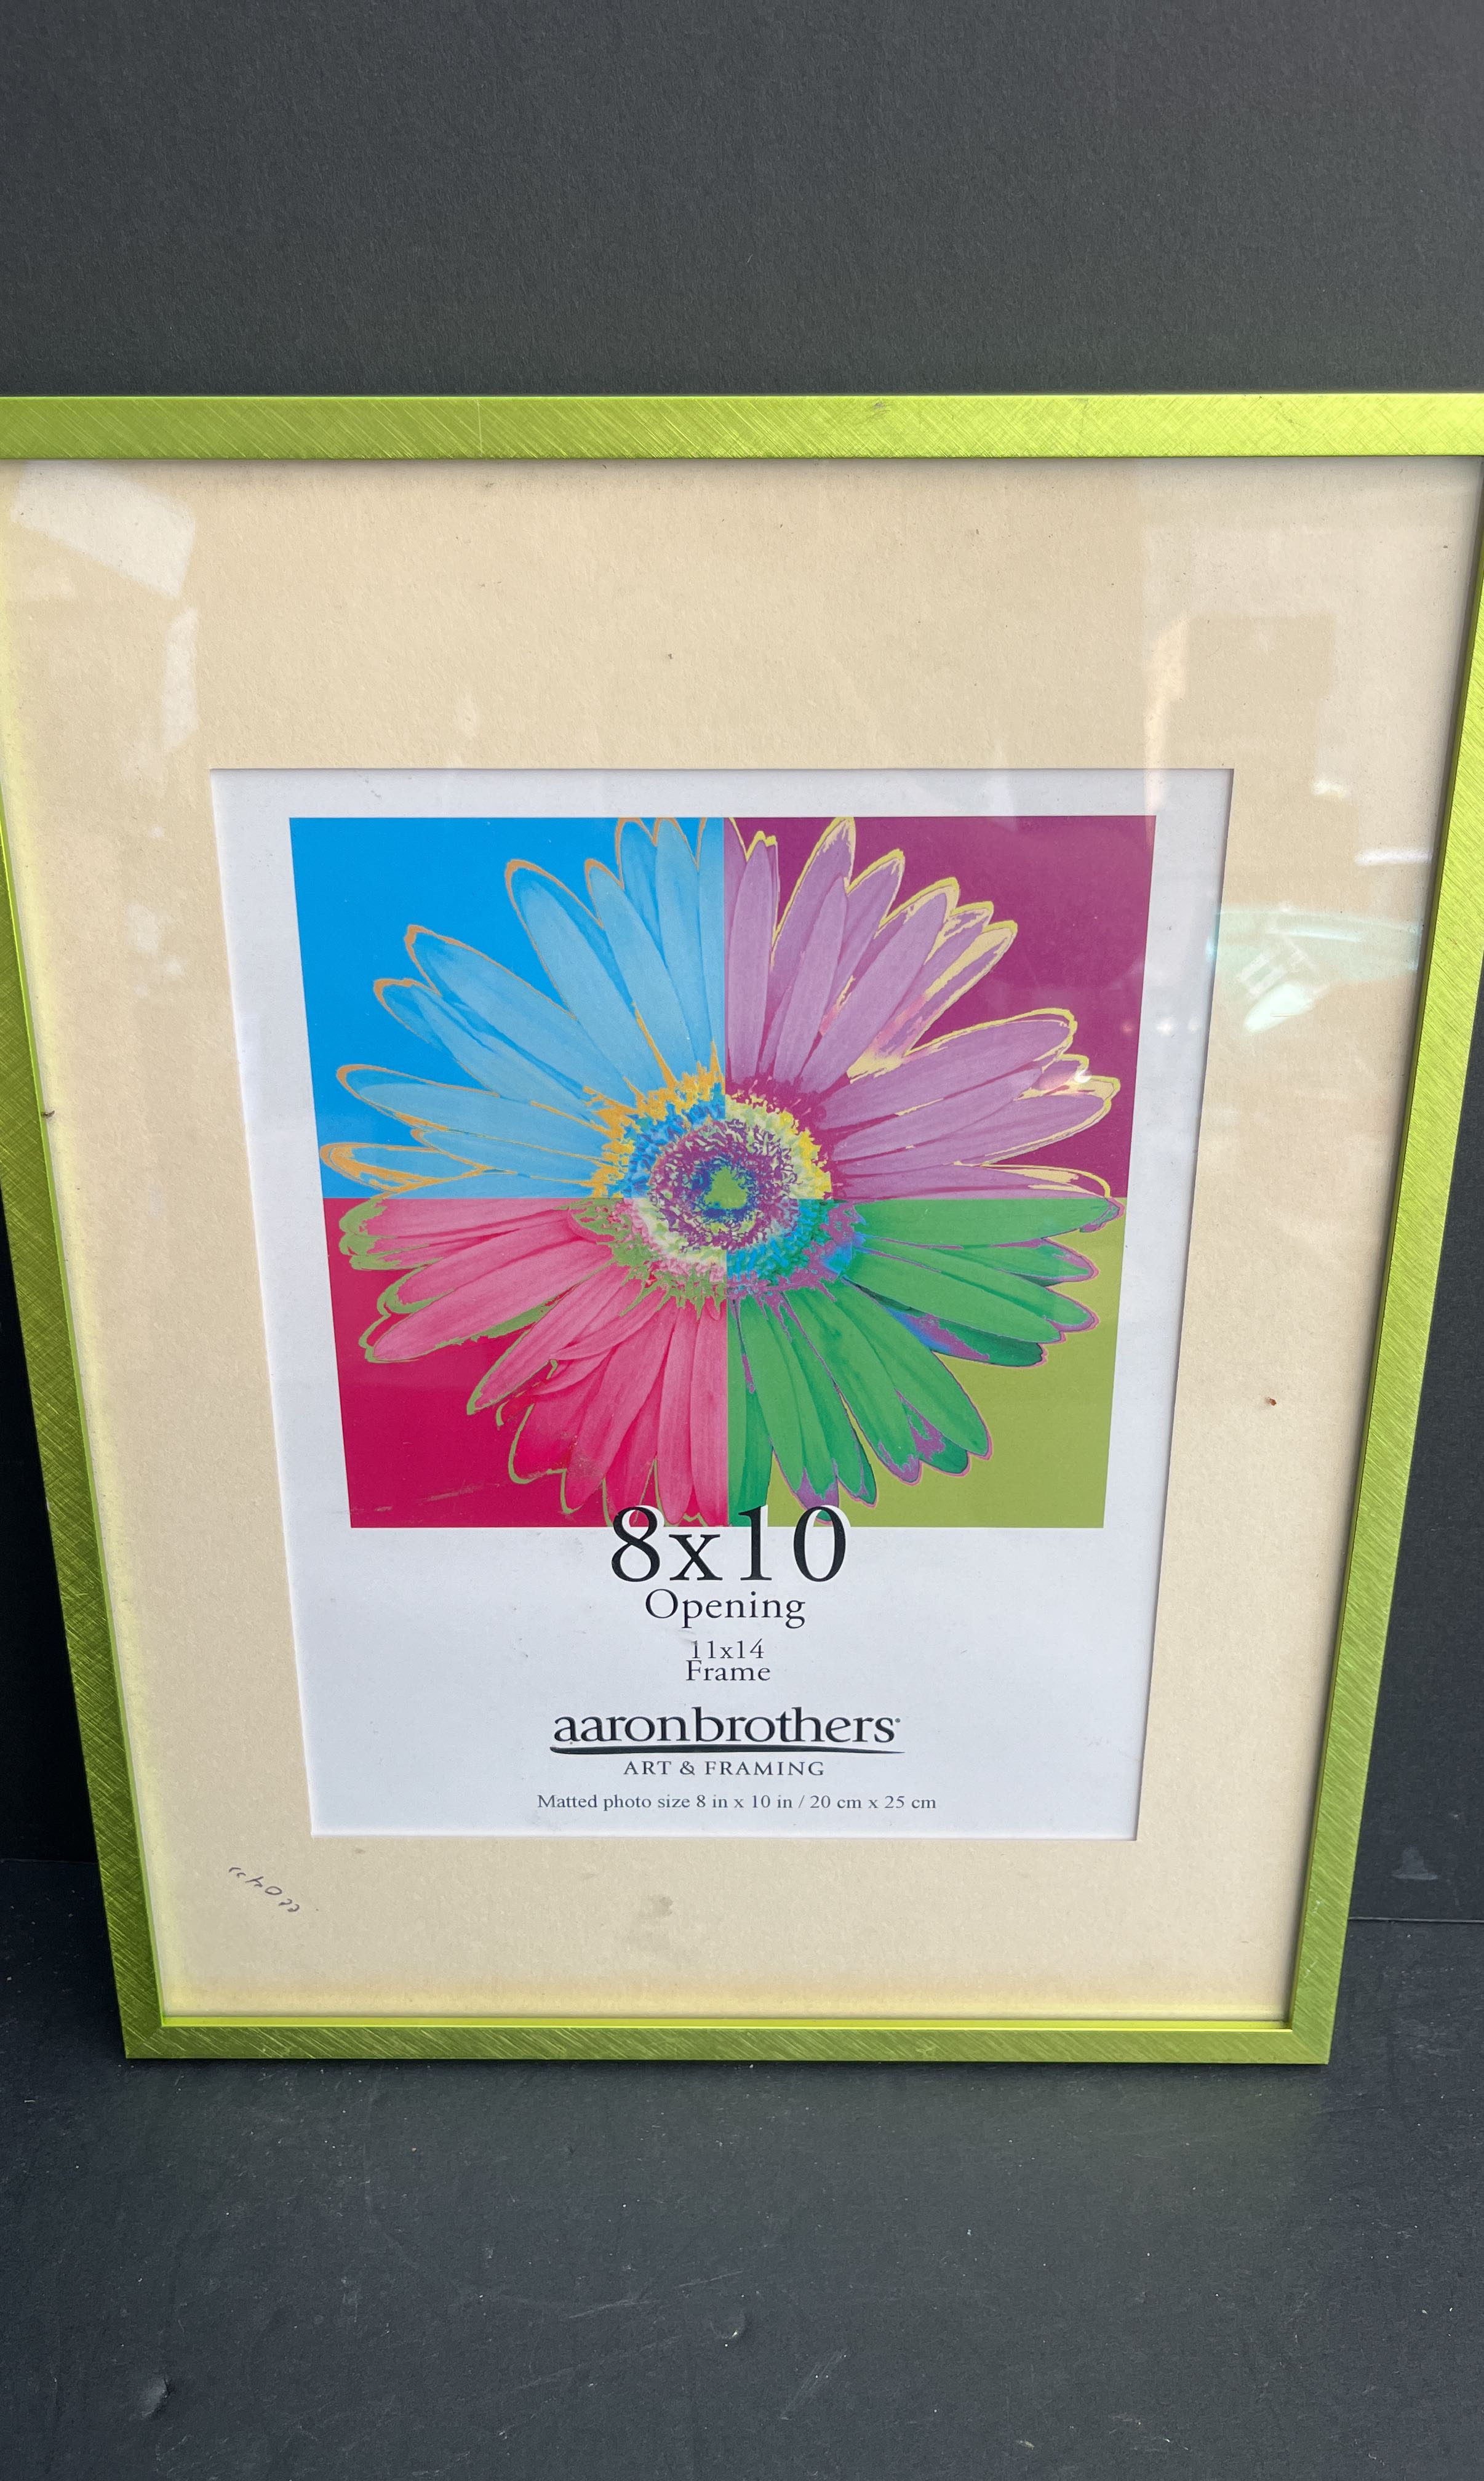 8x10
Opening
11x14
Frame
aaronbrothers
ART & FRAMING
Matted photo size 8 in x 10 in / 20 cm x 25 cm